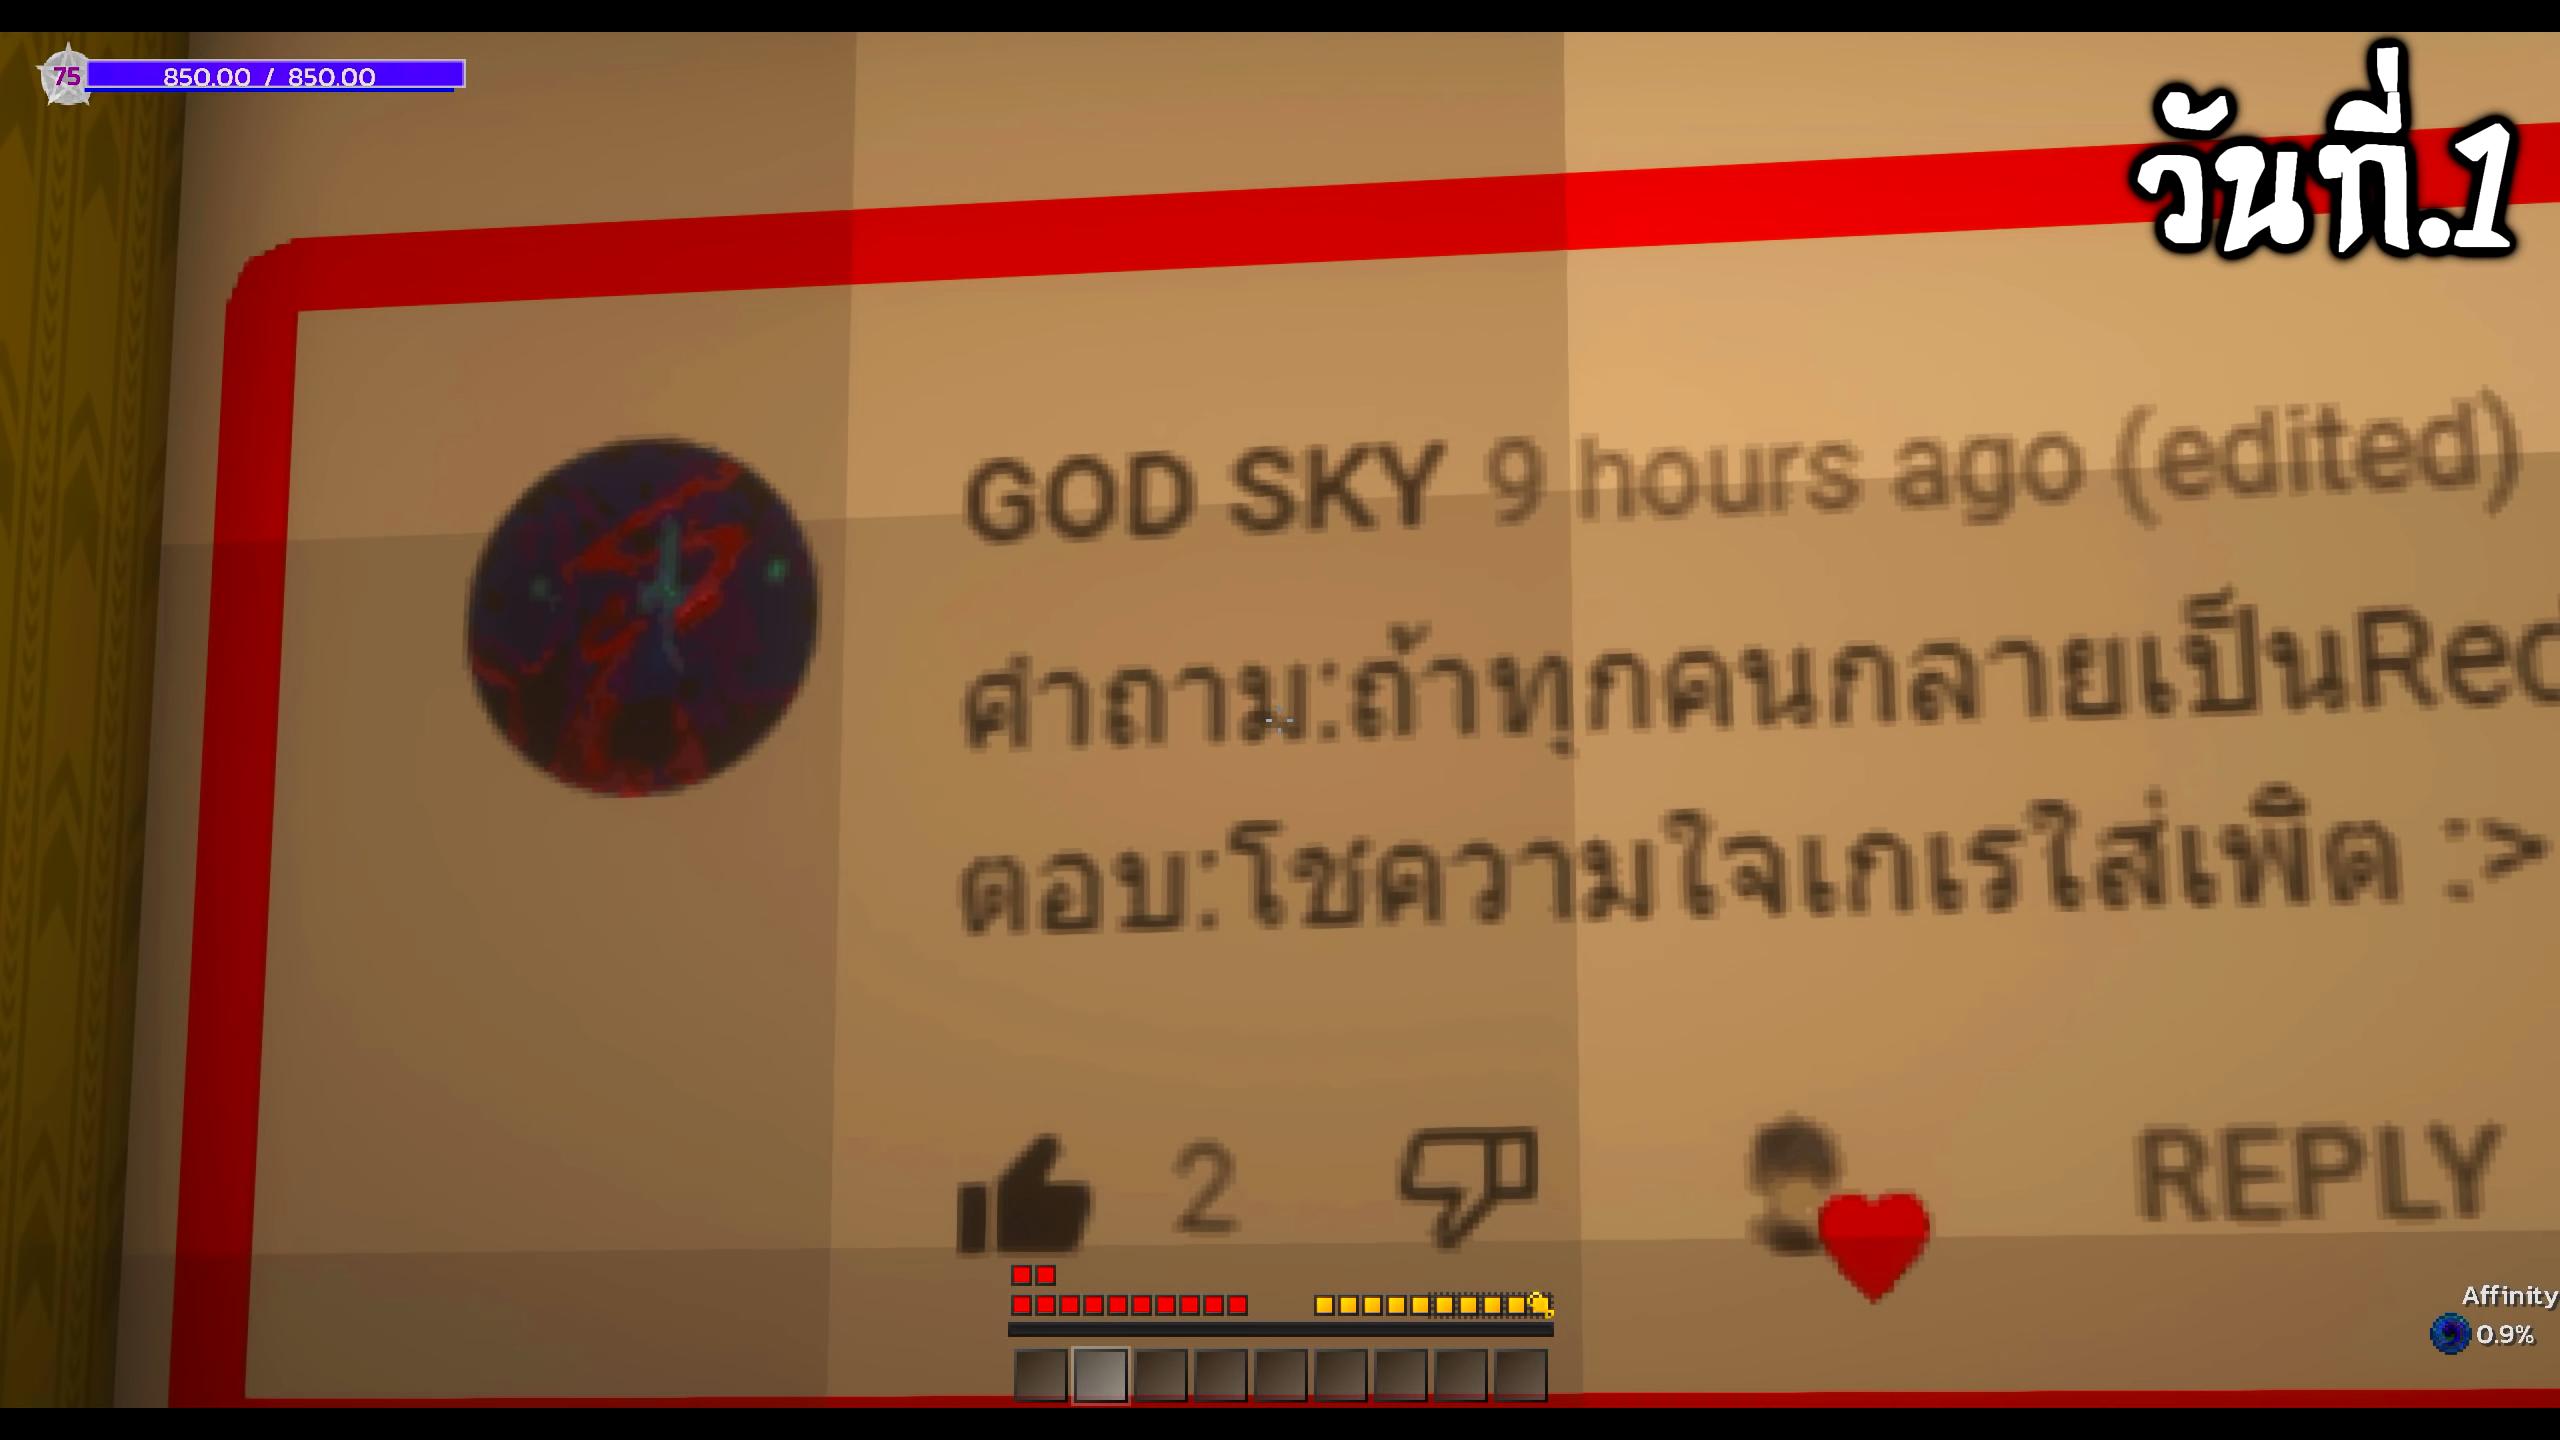 75 850.00 / 850.00
วันที่.1
GOD SKY 9 hours ago (edited)
คำถาม:ถ้าทุกคนกลายเป็นRed
ตอบ:โชความใจเกเรใส่เพิต :>
2 REPLY
Affinity
0.9%